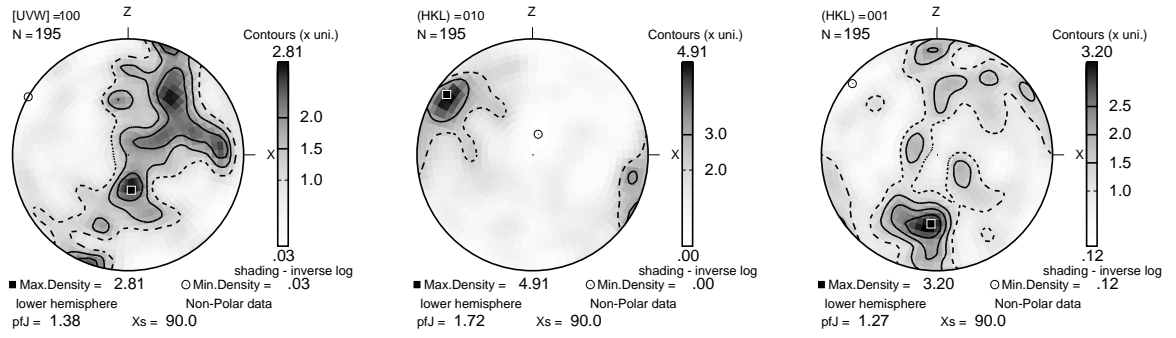 [UVW] =100
N = 195
Z
X
Contours (x uni.)
2.81
2.0
1.5
1.0
.03
shading - inverse log
Max.Density = 2.81
Min.Density = .03
lower hemisphere
Non-Polar data
pfJ = 1.38
Xs = 90.0
(HKL) =010
N =195
Z
X
Contours (x uni.)
4.91
3.0
2.0
.00
shading - inverse log
Max.Density = 4.91
Min.Density = .00
lower hemisphere
Non-Polar data
pfJ = 1.72
Xs = 90.0
(HKL) =001
N =195
Z
X
Contours (x uni.)
3.20
2.5
2.0
1.5
1.0
.12
shading - inverse log
Max.Density = 3.20
Min.Density = .12
lower hemisphere
Non-Polar data
pfJ = 1.27
Xs = 90.0